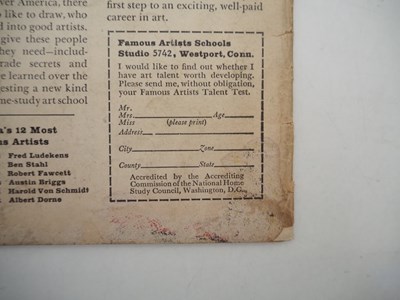 ver America, there
o like to draw, who
d into good artists.
give these people
hey need—includ-
rade secrets and
e learned over the
esting a new kind
me-study art school
a's 12 Most
s Artists
Fred Ludekens
Ben Stahl
Robert Fawcett
Austin Briggs
Harold Von Schmidt
Albert Dorne
first step to an exciting, well-paid
career in art.
Famous Artists Schools
Studio 5742, Westport, Conn.
I would like to find out whether I
have art talent worth developing.
Please send me, without obligation,
your Famous Artists Talent Test.
Mr.
Mrs. Age
Miss (please print)
Address
City Zone
County State
Accredited by the Accrediting
Commission of the National Home
Study Council, Washington, D.C.